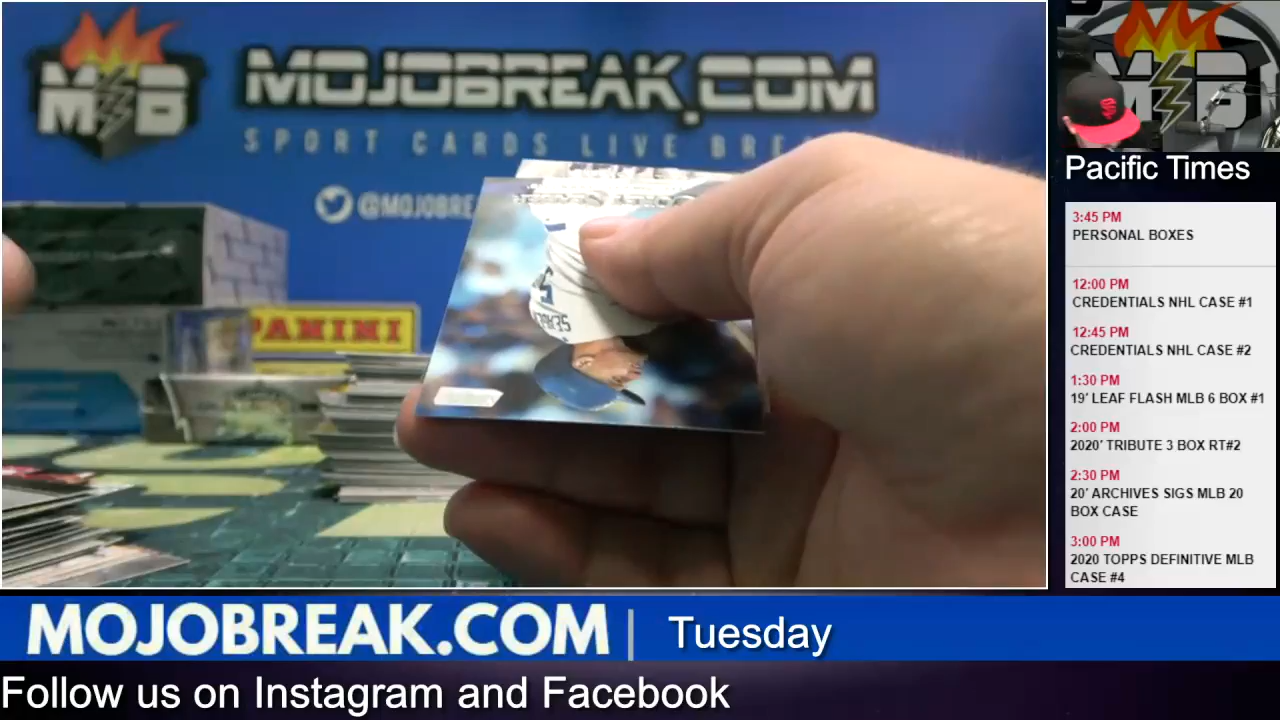 MOJOBREAK.COM
M B
SPORT CARDS LIVE BRE
@MOJOBRE
PANINI
COREY SEAGER
SEAGER
5
Pacific Times
3:45 PM
PERSONAL BOXES
12:00 PM
CREDENTIALS NHL CASE #1
12:45 PM
CREDENTIALS NHL CASE #2
1:30 PM
19' LEAF FLASH MLB 6 BOX #1
2:00 PM
2020' TRIBUTE 3 BOX RT#2
2:30 PM
20' ARCHIVES SIGS MLB 20
BOX CASE
3:00 PM
2020 TOPPS DEFINITIVE MLB
CASE #4
MOJOBREAK.COM | Tuesday
Follow us on Instagram and Facebook